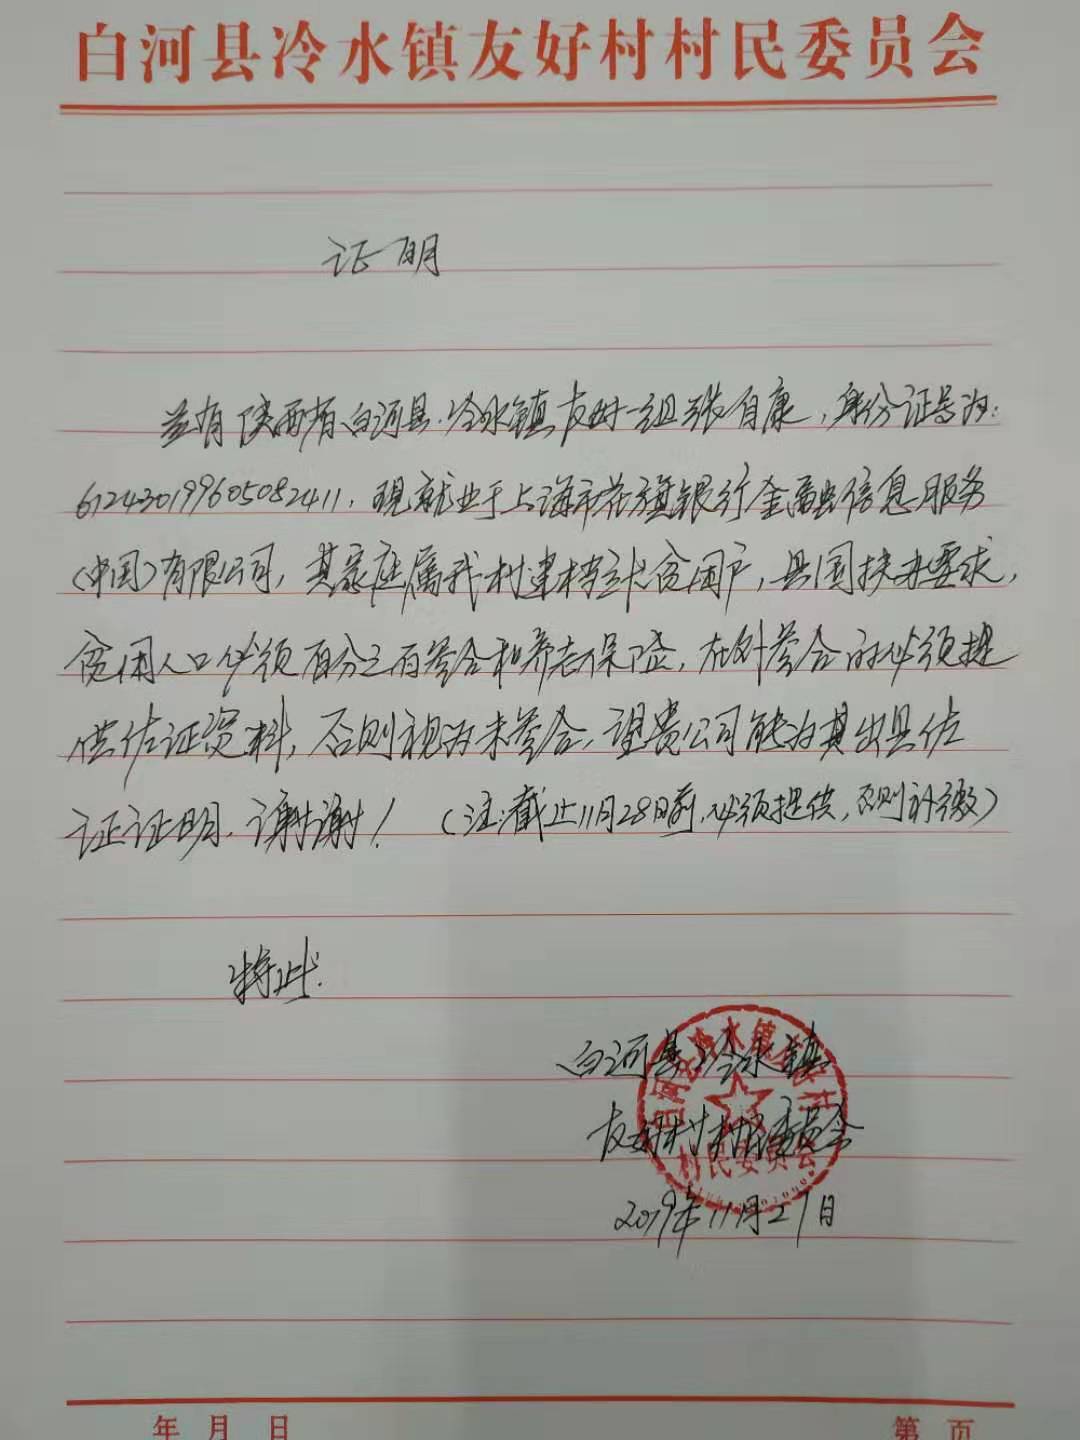 白河县冷水镇友好村村民委员会
证明
兹有陕西省白河县冷水镇友好村一组张自康，身份证号为：
612430199605082411，现就业于上海市花旗银行金融信息服务
（中国）有限公司，其家庭属我村建档立卡贫困户，县国扶办要求，
贫困人口必须百分之百参合和养老保险，在外参合的必须提
供佐证资料，否则视为未参合，望贵公司能为其出具佐
证证明，谢谢！（注：截止11月28日前，必须提供，否则补缴）
特此.
白河县冷水镇
友好村村民委员会
村民委员会
2019年11月27日
年 月 日
第 页